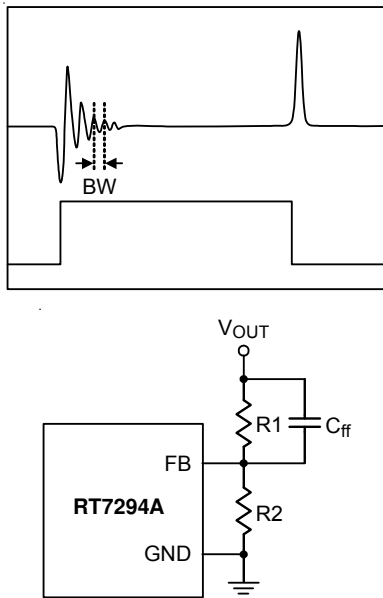 BW
VOUT
R1
Cff
FB
RT7294A
R2
GND